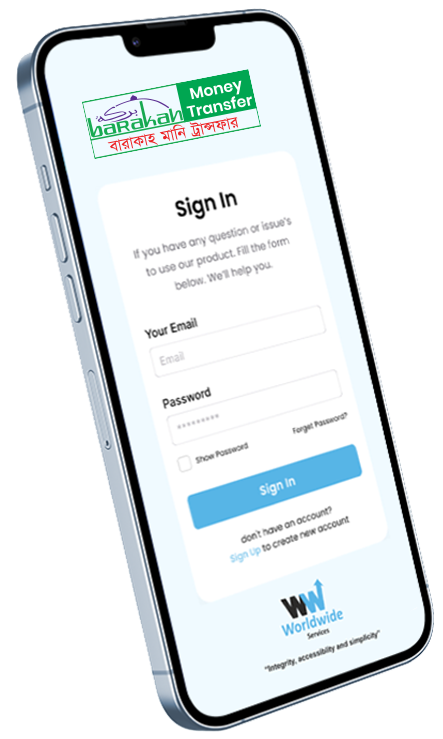 بركة
barakah
Money
Transfer
বারাকাহ মানি ট্রান্সফার
Sign In
If you have any question or issue's
to use our product. Fill the form
below. We'll help you.
Your Email
Email
Password
*********
Show Password
Forget Password?
Sign In
don't have an account?
Sign Up to create new account
WW
Worldwide
Services
"Integrity, accessiblity and simplicity"